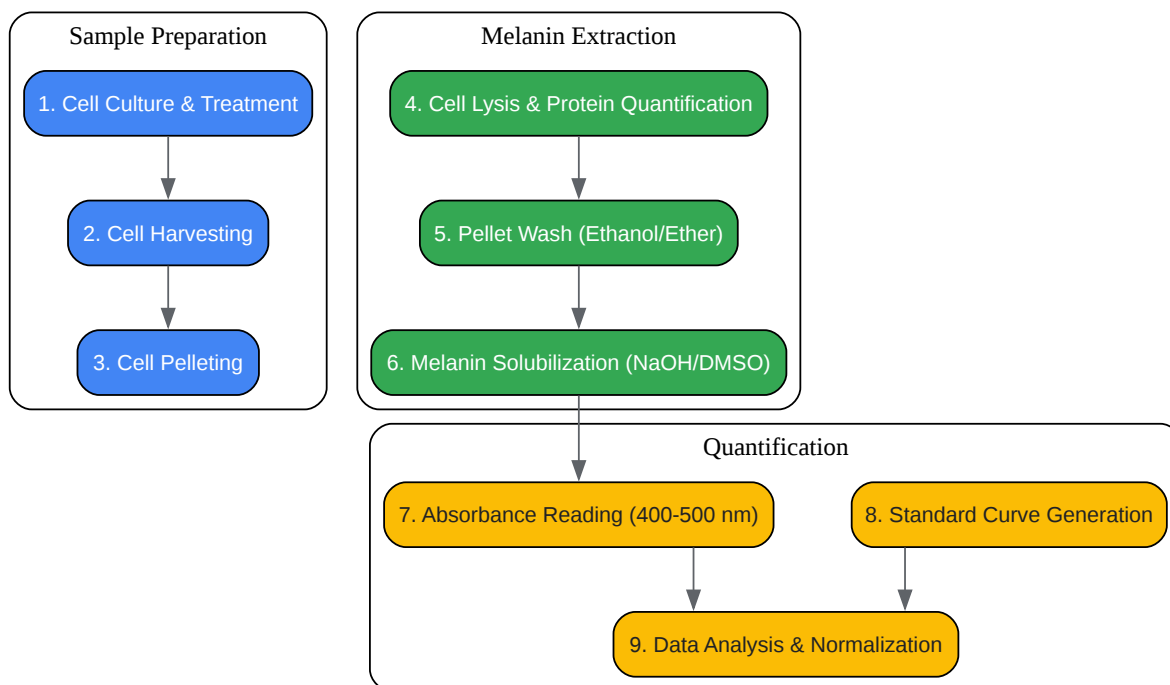 Sample Preparation
1. Cell Culture & Treatment
2. Cell Harvesting
3. Cell Pelleting
Melanin Extraction
4. Cell Lysis & Protein Quantification
5. Pellet Wash (Ethanol/Ether)
6. Melanin Solubilization (NaOH/DMSO)
Quantification
7. Absorbance Reading (400-500 nm)
8. Standard Curve Generation
9. Data Analysis & Normalization